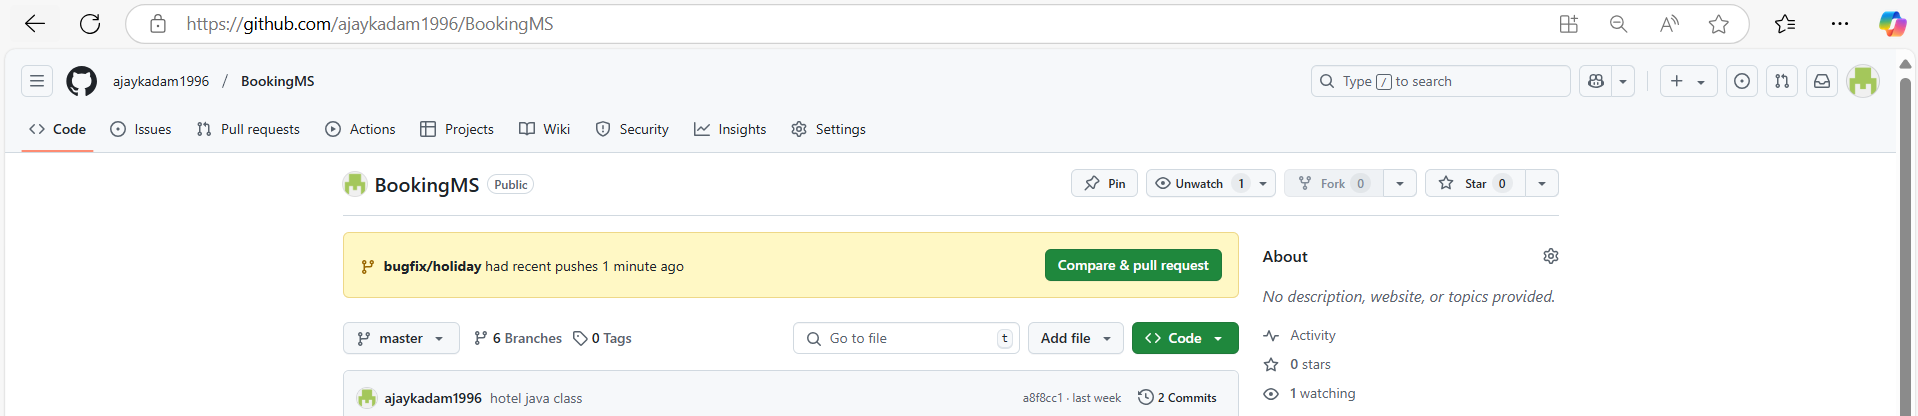 https://github.com/ajaykadam1996/BookingMS
ajaykadam1996 / BookingMS
Type / to search
Code Issues Pull requests Actions Projects Wiki Security Insights Settings
BookingMS Public
Pin Unwatch 1 Fork 0 Star 0
bugfix/holiday had recent pushes 1 minute ago Compare & pull request
About
No description, website, or topics provided.
master 6 Branches 0 Tags Go to file t Add file Code
Activity
0 stars
1 watching
ajaykadam1996 hotel java class a8f8cc1 · last week 2 Commits